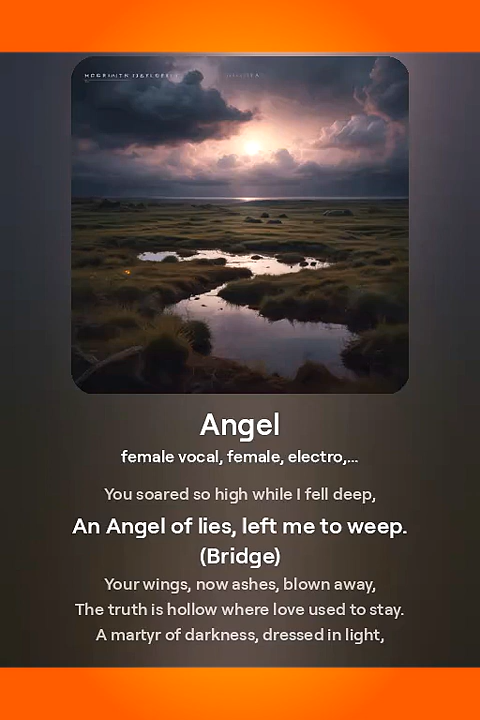 Angel
female vocal, female, electro,...
You soared so high while I fell deep,
An Angel of lies, left me to weep.
(Bridge)
Your wings, now ashes, blown away,
The truth is hollow where love used to stay.
A martyr of darkness, dressed in light,